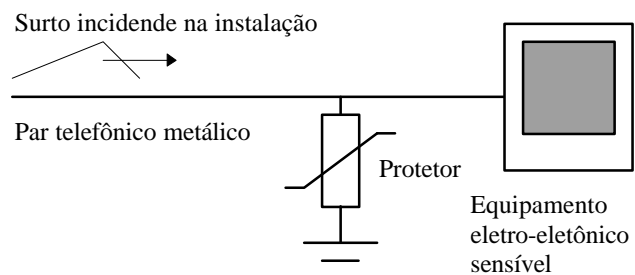 Surto incidende na instalação
Par telefônico metálico
Protetor
Equipamento
eletro-eletônico
sensível